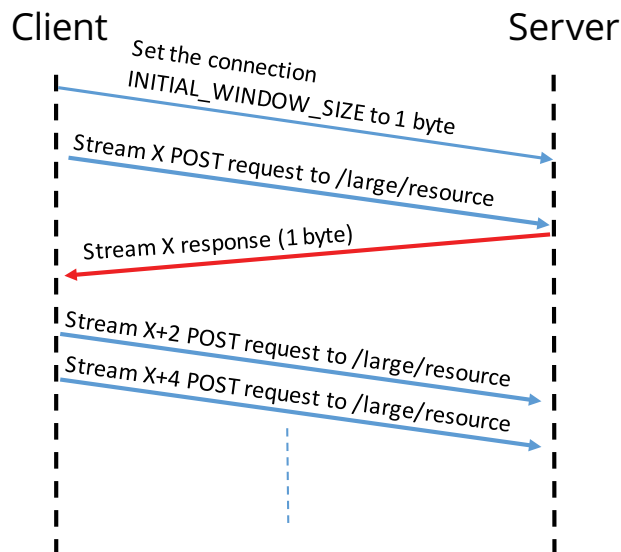 Client
Server
Set the connection
INITIAL_WINDOW_SIZE to 1 byte
Stream X POST request to /large/resource
Stream X response (1 byte)
Stream X+2 POST request to /large/resource
Stream X+4 POST request to /large/resource